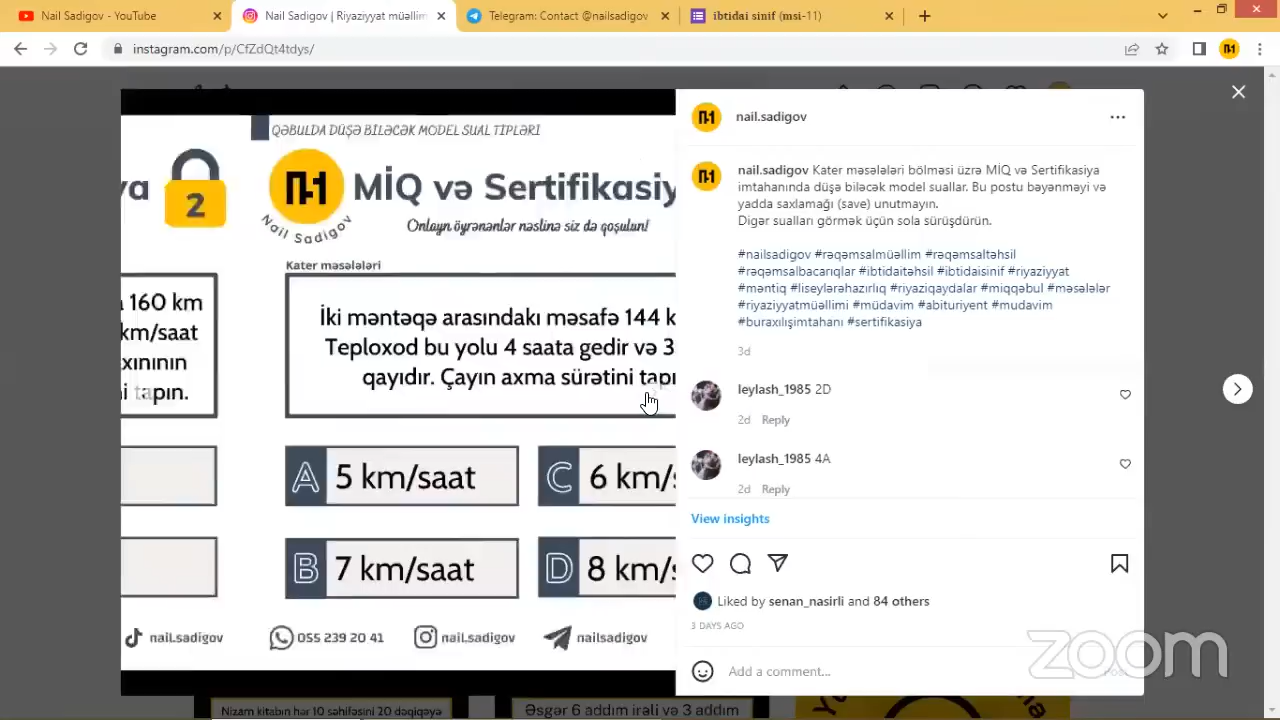 Nail Sadigov - YouTube
Nail Sadigov | Riyaziyyat müəllim
Telegram: Contact @nailsadigov
ibtidai sinif (msi-11)
instagram.com/p/CfZdQt4tdys/
QƏBULDA DÜŞƏ BİLƏCƏK MODEL SUAL TİPLƏRİ
ya
2
MİQ və Sertifikasiy
Nail Sadigov
Onlayn öyrənənlər nəslinə siz də qoşulun!
Kater məsələləri
160 km
km/saat
xınının
i tapın.
İki məntəqə arasındakı məsafə 144 k
Teploxod bu yolu 4 saata gedir və 3
qayıdır. Çayın axma sürətini tapı
A 5 km/saat
C 6 km/s
B 7 km/saat
D 8 km/s
nail.sadigov
055 239 20 41
nail.sadigov
nailsadigov
nail.sadigov
nail.sadigov Kater məsələləri bölməsi üzrə MİQ və Sertifikasiya
imtahanında düşə biləcək model suallar. Bu postu bəyənməyi və
yadda saxlamağı (save) unutmayın.
Digər sualları görmək üçün sola sürüşdürün.
#nailsadigov #rəqəmsalmüəllim #rəqəmsaltəhsil
#rəqəmsalbacarıqlar #ibtidaitəhsil #ibtidaisinif #riyaziyyat
#məntiq #liseylərəhazırlıq #riyaziqaydalar #miqqəbul #məsələlər
#riyaziyyatmüəllimi #müdavim #abituriyent #mudavim
#buraxılışimtahanı #sertifikasiya
3d
leylash_1985 2D
2d Reply
leylash_1985 4A
2d Reply
View insights
Liked by senan_nasirli and 84 others
3 DAYS AGO
Add a comment...
Post
zoom
Nizam kitabın hər 10 səhifəsini 20 dəqiqəyə
Əsgər 6 addım irəli və 3 addım